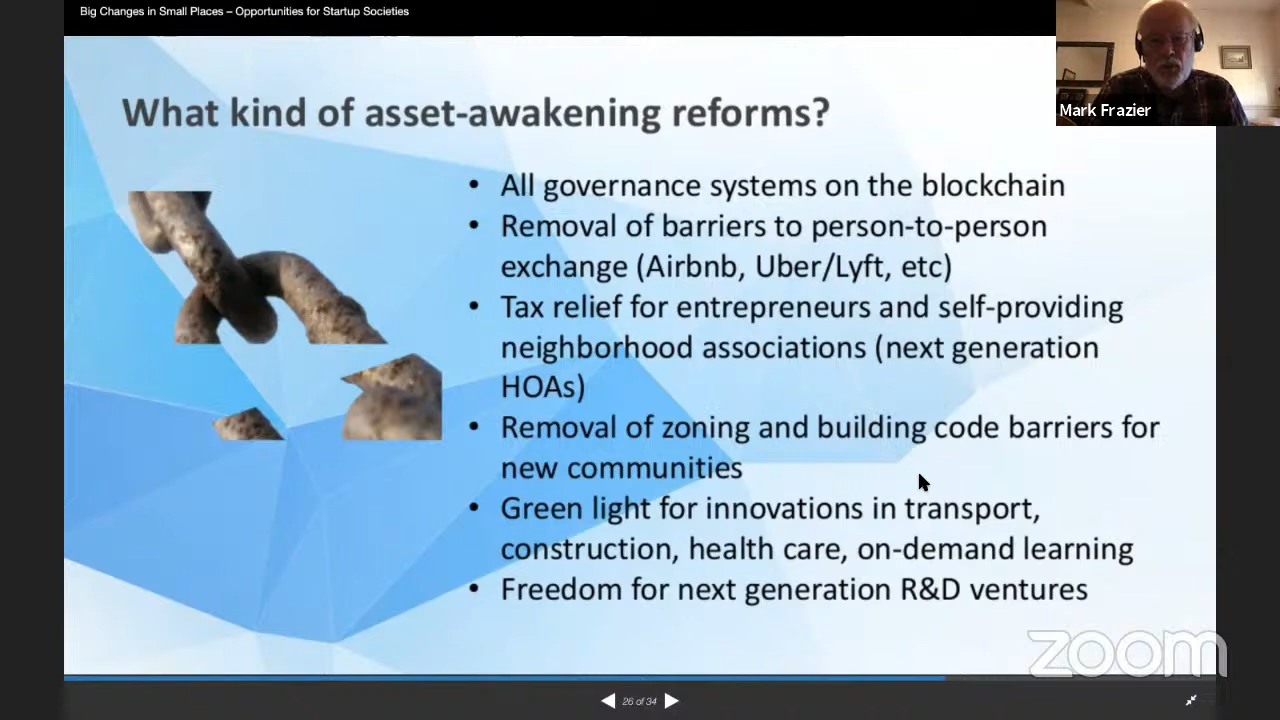 Big Changes in Small Places – Opportunities for Startup Societies
Mark Frazier
What kind of asset-awakening reforms?
• All governance systems on the blockchain
• Removal of barriers to person-to-person
exchange (Airbnb, Uber/Lyft, etc)
• Tax relief for entrepreneurs and self-providing
neighborhood associations (next generation
HOAs)
• Removal of zoning and building code barriers for
new communities
• Green light for innovations in transport,
construction, health care, on-demand learning
• Freedom for next generation R&D ventures
zoom
26 of 34